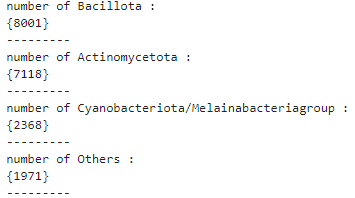 number of Bacillota :
{8001}
---------
number of Actinomycetota :
{7118}
---------
number of Cyanobacteriota/Melainabacteriagroup :
{2368}
---------
number of Others :
{1971}
---------